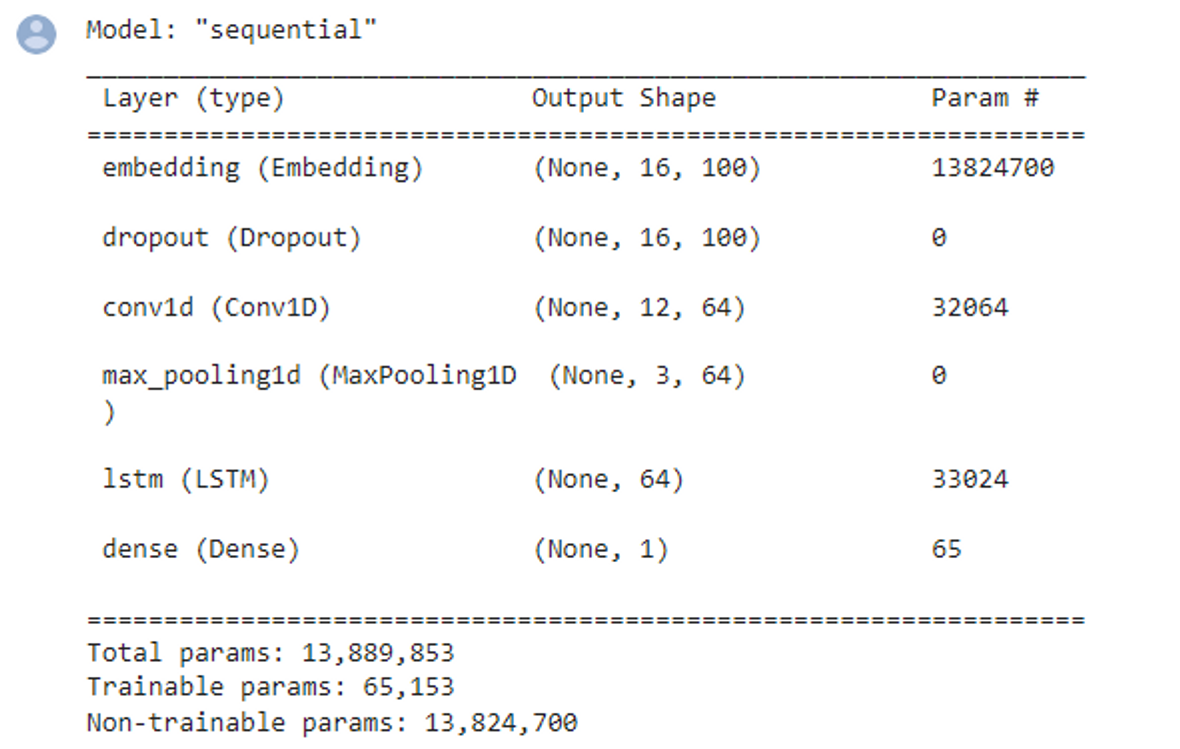 Model: "sequential"
Layer (type) Output Shape Param #
embedding (Embedding) (None, 16, 100) 13824700
dropout (Dropout) (None, 16, 100) 0
conv1d (Conv1D) (None, 12, 64) 32064
max_pooling1d (MaxPooling1D (None, 3, 64) 0
)
lstm (LSTM) (None, 64) 33024
dense (Dense) (None, 1) 65
Total params: 13,889,853
Trainable params: 65,153
Non-trainable params: 13,824,700